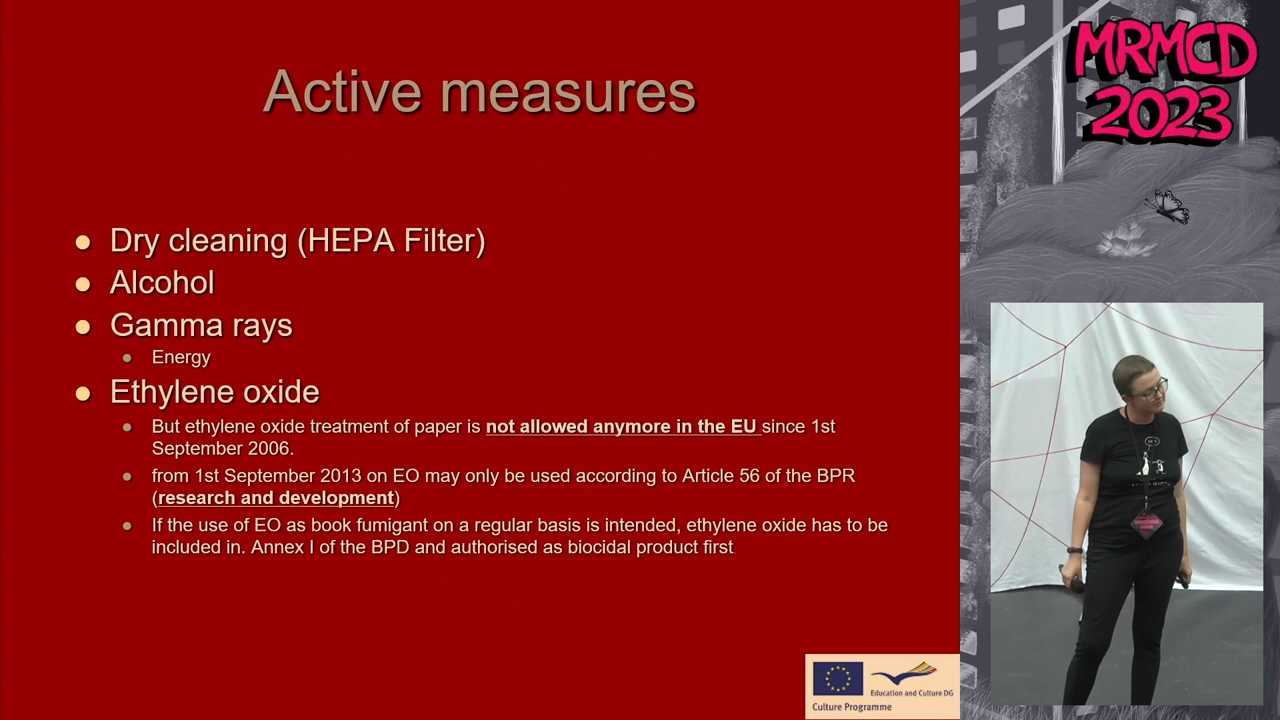 Active measures
Dry cleaning (HEPA Filter)
Alcohol
Gamma rays
Energy
Ethylene oxide
But ethylene oxide treatment of paper is not allowed anymore in the EU since 1st
September 2006.
from 1st September 2013 on EO may only be used according to Article 56 of the BPR
(research and development)
If the use of EO as book fumigant on a regular basis is intended, ethylene oxide has to be
included in. Annex I of the BPD and authorised as biocidal product first
Education and Culture DG
Culture Programme
MRMCD
2023